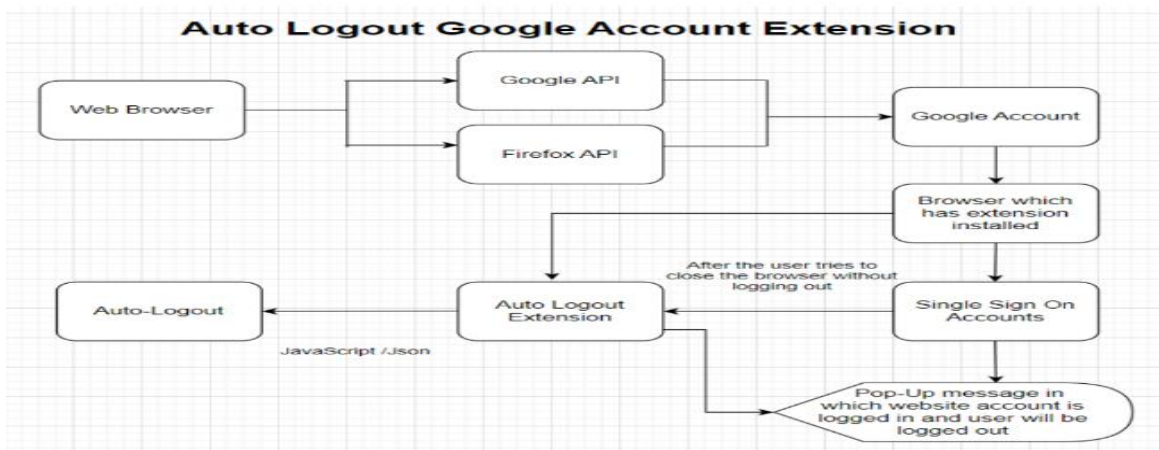 Auto Logout Google Account Extension
Web Browser
Google API
Firefox API
Google Account
Browser which
has extension
installed
After the user tries to
close the browser without
logging out
Single Sign On
Accounts
Auto Logout
Extension
Auto-Logout
JavaScript /Json
Pop-Up message in
which website account is
logged in and user will be
logged out